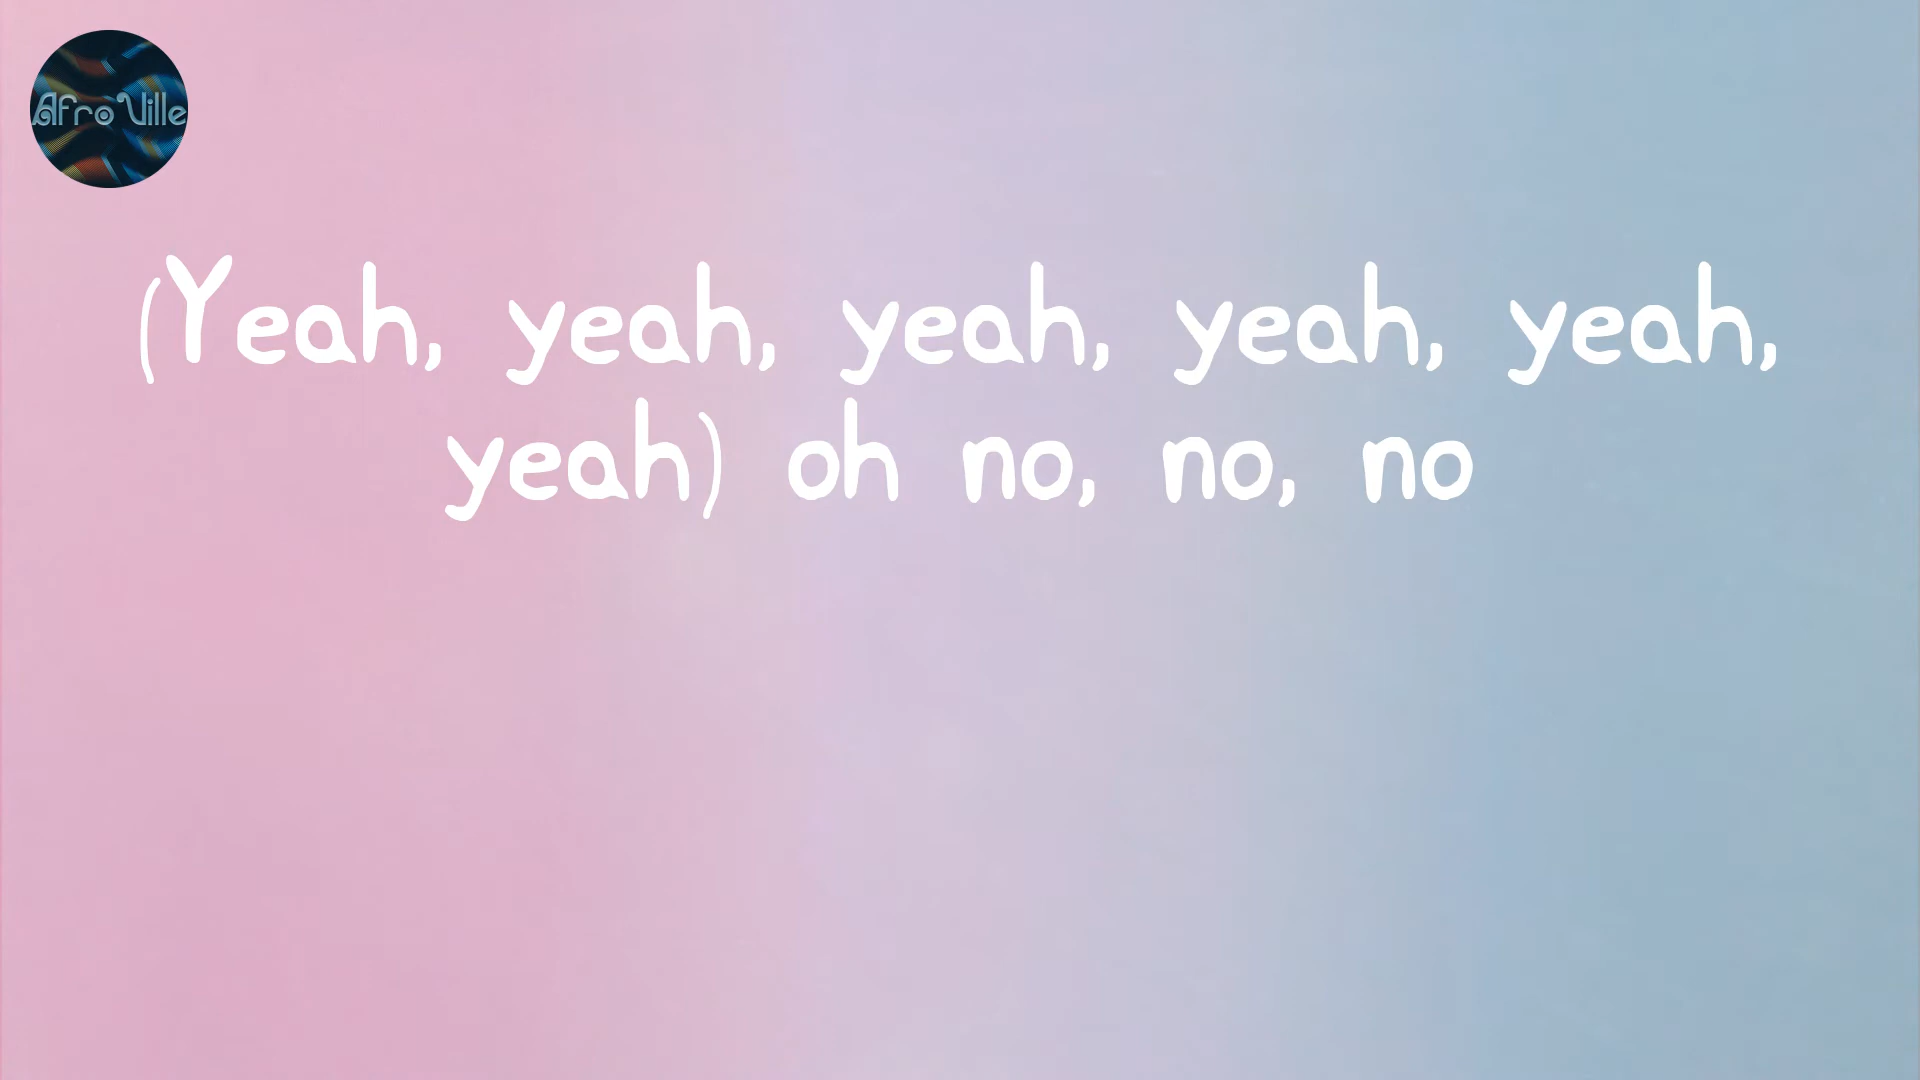 Afro Ville
(Yeah, yeah, yeah, yeah, yeah,
yeah) oh no, no, no